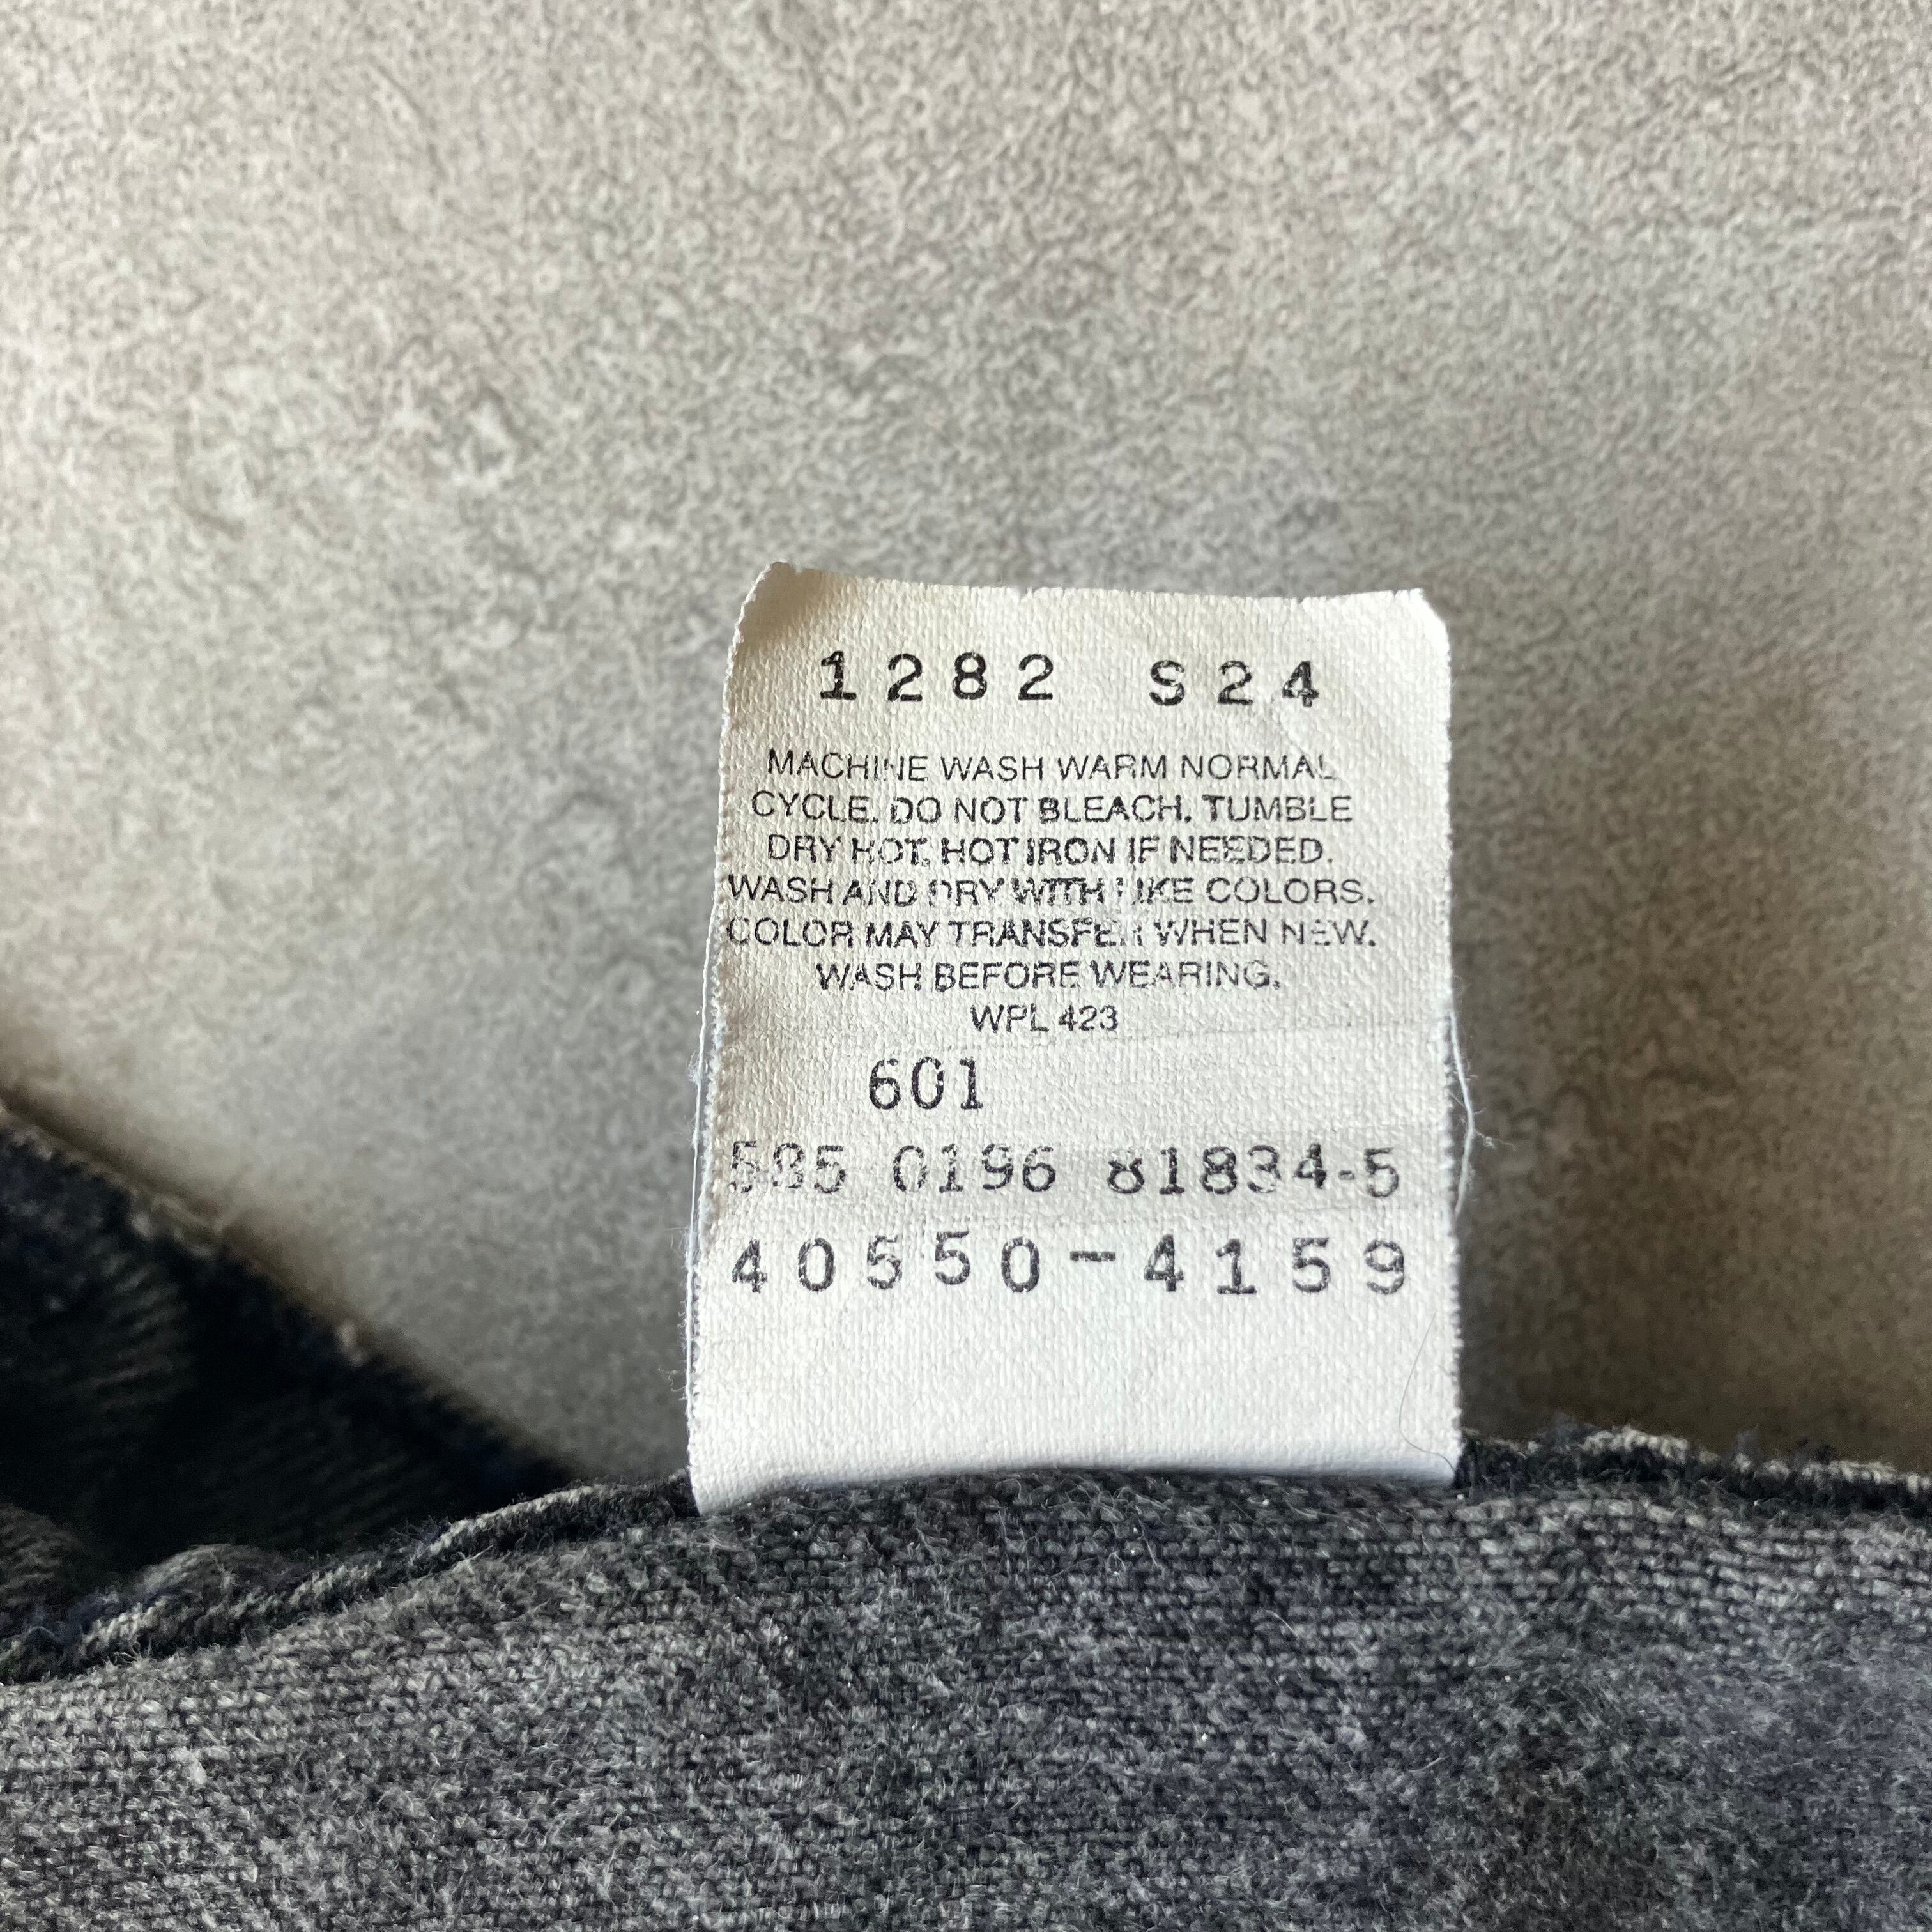 1282 S24
MACHINE WASH WARM NORMAL
CYCLE. DO NOT BLEACH. TUMBLE
DRY HOT. HOT IRON IF NEEDED.
WASH AND DRY WITH LIKE COLORS.
COLOR MAY TRANSFER WHEN NEW.
WASH BEFORE WEARING.
WPL 423
601
585 0196 81834-5
40550-4159